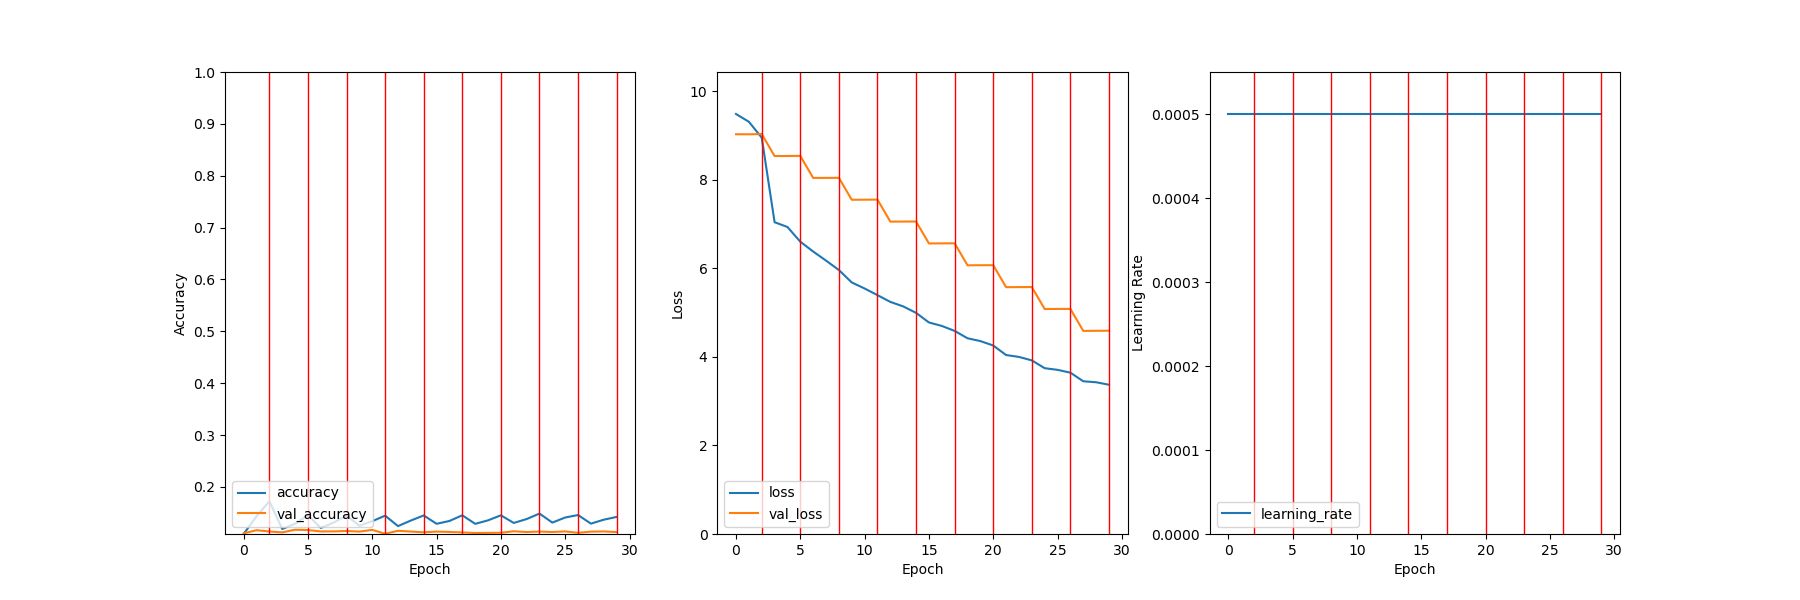 1.0
0.9
0.8
0.7
0.6
0.5
0.4
0.3
0.2
Accuracy
accuracy
val_accuracy
0 5 10 15 20 25 30
Epoch
10
8
6
4
2
0
Loss
loss
val_loss
0 5 10 15 20 25 30
Epoch
0.0005
0.0004
0.0003
0.0002
0.0001
0.0000
Learning Rate
learning_rate
0 5 10 15 20 25 30
Epoch